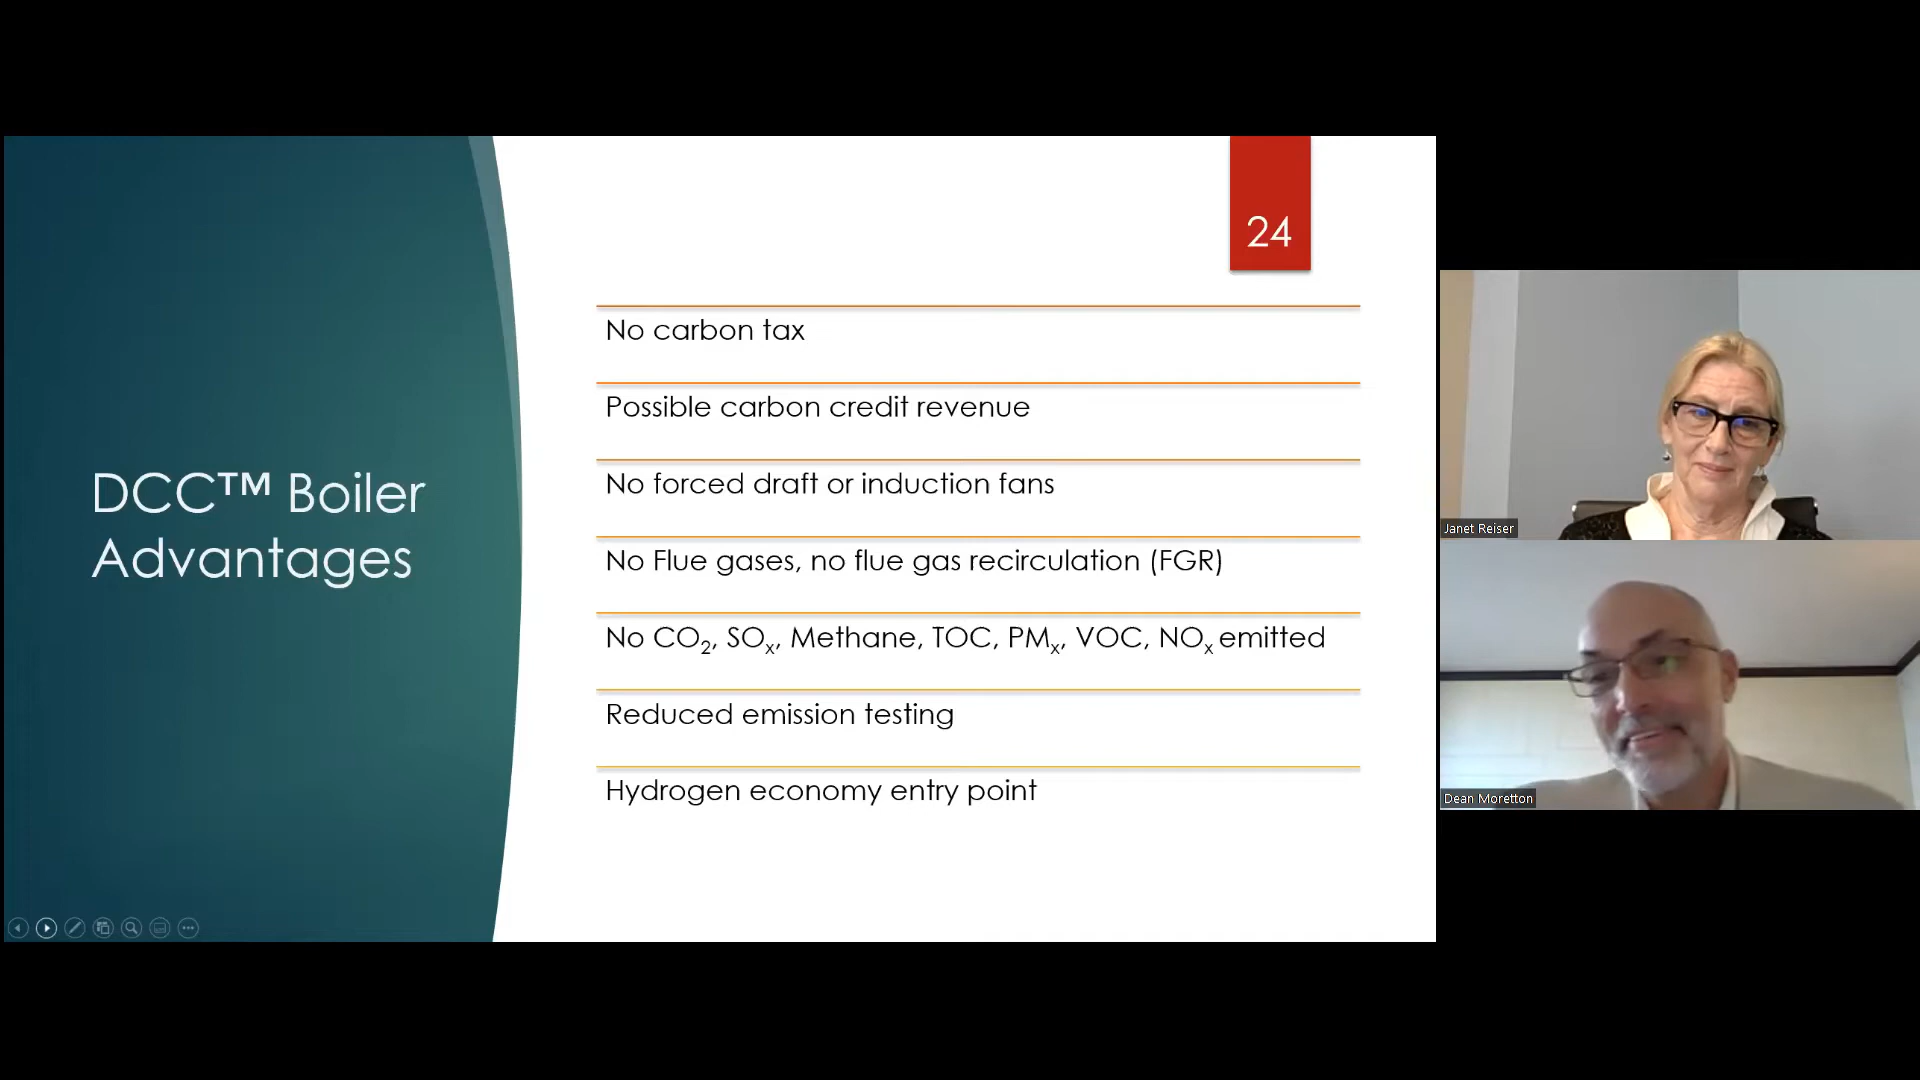 24
DCC™ Boiler
Advantages
No carbon tax
Possible carbon credit revenue
No forced draft or induction fans
No Flue gases, no flue gas recirculation (FGR)
No CO₂, SOₓ, Methane, TOC, PMₓ, VOC, NOₓ emitted
Reduced emission testing
Hydrogen economy entry point
Janet Reiser
Dean Moretton